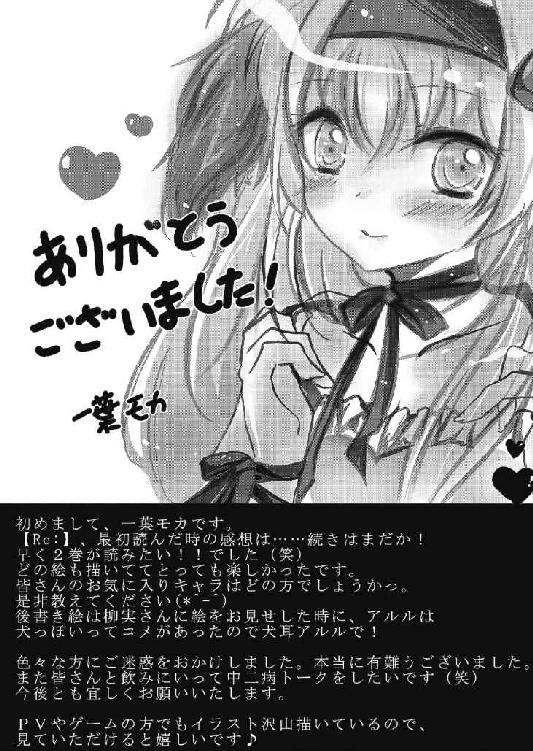 ありがとう
ございました!
一葉モカ
初めまして、一葉モカです。
【Re:】、最初読んだ時の感想は……続きはまだか!
早く2巻が読みたい!!でした(笑)
どの絵も描いててとっても楽しかったです。
皆さんのお気に入りキャラはどの方でしょうかっ。
是非教えてください(*´-`)
後書き絵は柳実さんに絵をお見せした時に、アルルは
犬っぽいってコメがあったので犬耳アルルで!
色々な方にご迷惑をおかけしました。本当に有難うございました。
また皆さんと飲みにいって中二病トークをしたいです(笑)
今後とも宜しくお願いいたします。
PVやゲームの方でもイラスト沢山描いているので、
見ていただけると嬉しいです♪